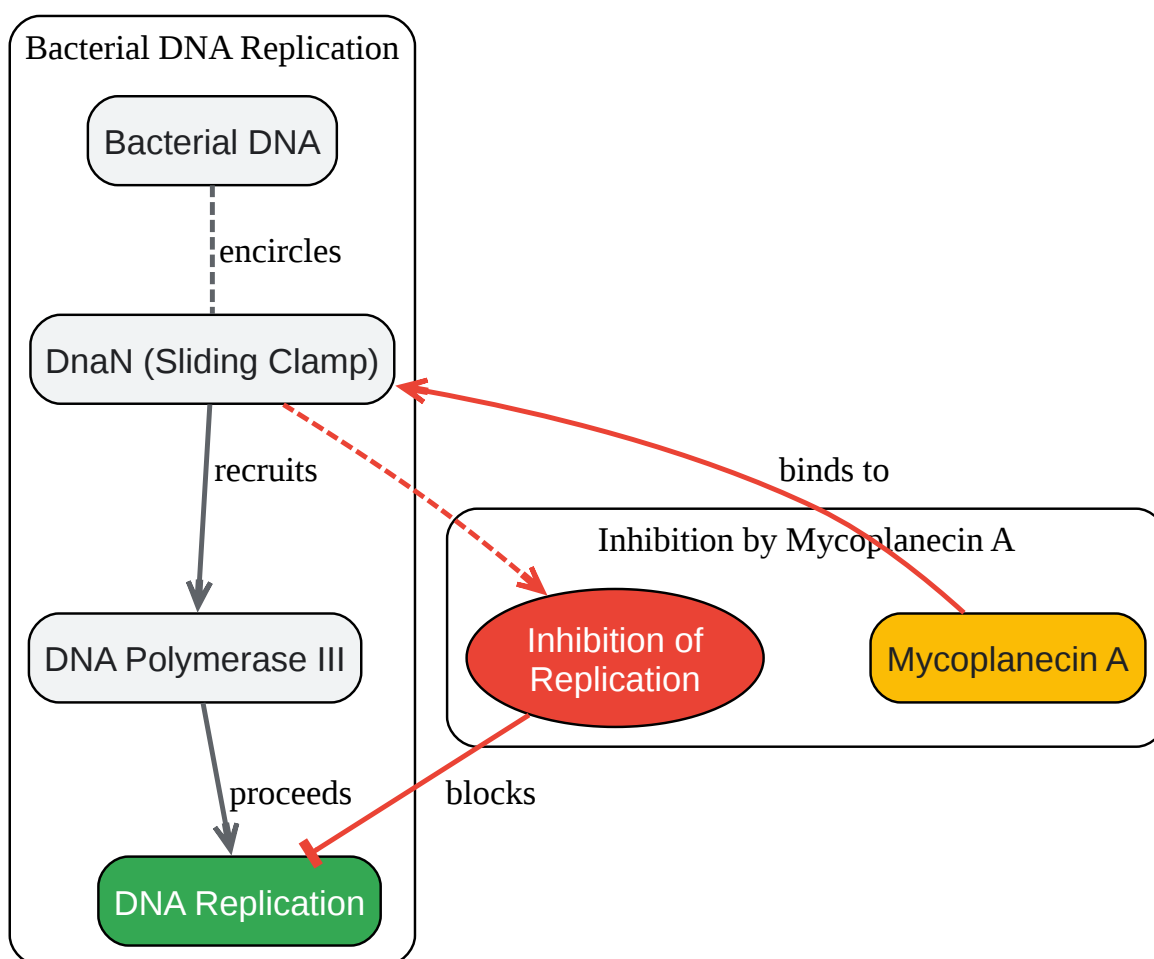 Bacterial DNA Replication
Bacterial DNA
encircles
DnaN (Sliding Clamp)
recruits
binds to
Inhibition by Mycoplanecin A
DNA Polymerase III
Inhibition of
Replication
Mycoplanecin A
proceeds
blocks
DNA Replication